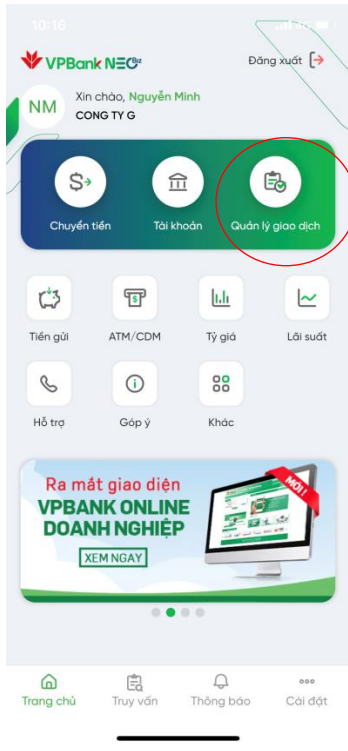 10:16
VPBank NEOBiz
Đăng xuất
NM
Xin chào, Nguyễn Minh
CONG TY G
Chuyển tiền
Tài khoản
Quản lý giao dịch
Tiền gửi
ATM/CDM
Tỷ giá
Lãi suất
Hỗ trợ
Góp ý
Khác
Ra mắt giao diện
VPBANK ONLINE
DOANH NGHIỆP
XEM NGAY
MỚI!
Trang chủ
Truy vấn
Thông báo
Cài đặt